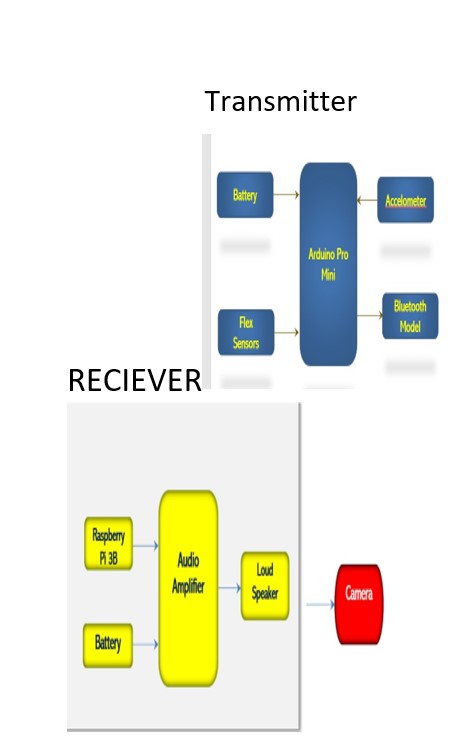 Transmitter
Battery
Accelometer
Arduino Pro
Mini
Bluetooth
Model
Flex
Sensors
RECIEVER
Raspberry
Pi 3B
Audio
Amplifier
Loud
Speaker
Camera
Battery